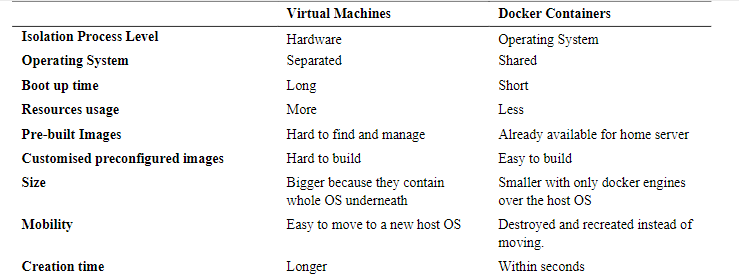 Virtual Machines Docker Containers
Isolation Process Level Hardware Operating System
Operating System Separated Shared
Boot up time Long Short
Resources usage More Less
Pre-built Images Hard to find and manage Already available for home server
Customised preconfigured images Hard to build Easy to build
Size Bigger because they contain Smaller with only docker engines
whole OS underneath over the host OS
Mobility Easy to move to a new host OS Destroyed and recreated instead of
moving.
Creation time Longer Within seconds